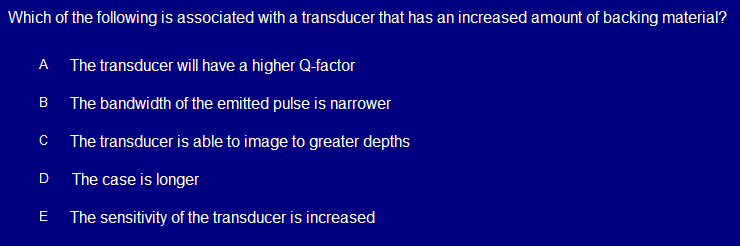 Which of the following is associated with a transducer that has an increased amount of backing material?
A The transducer will have a higher Q-factor
B The bandwidth of the emitted pulse is narrower
C The transducer is able to image to greater depths
D The case is longer
E The sensitivity of the transducer is increased